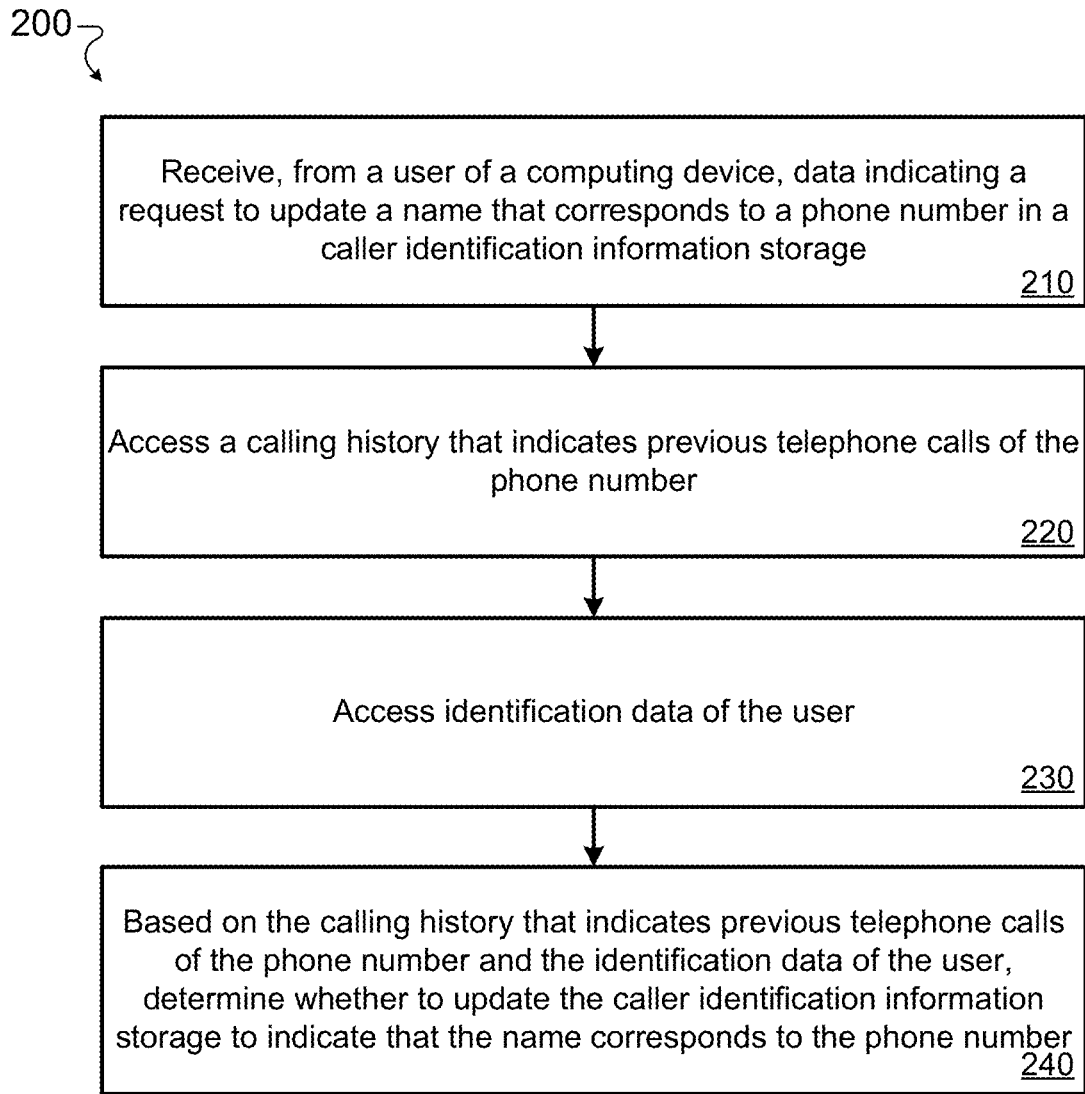 200
Receive, from a user of a computing device, data indicating a
request to update a name that corresponds to a phone number in a
caller identification information storage
210
Access a calling history that indicates previous telephone calls of the
phone number
220
Access identification data of the user
230
Based on the calling history that indicates previous telephone calls
of the phone number and the identification data of the user,
determine whether to update the caller identification information
storage to indicate that the name corresponds to the phone number
240